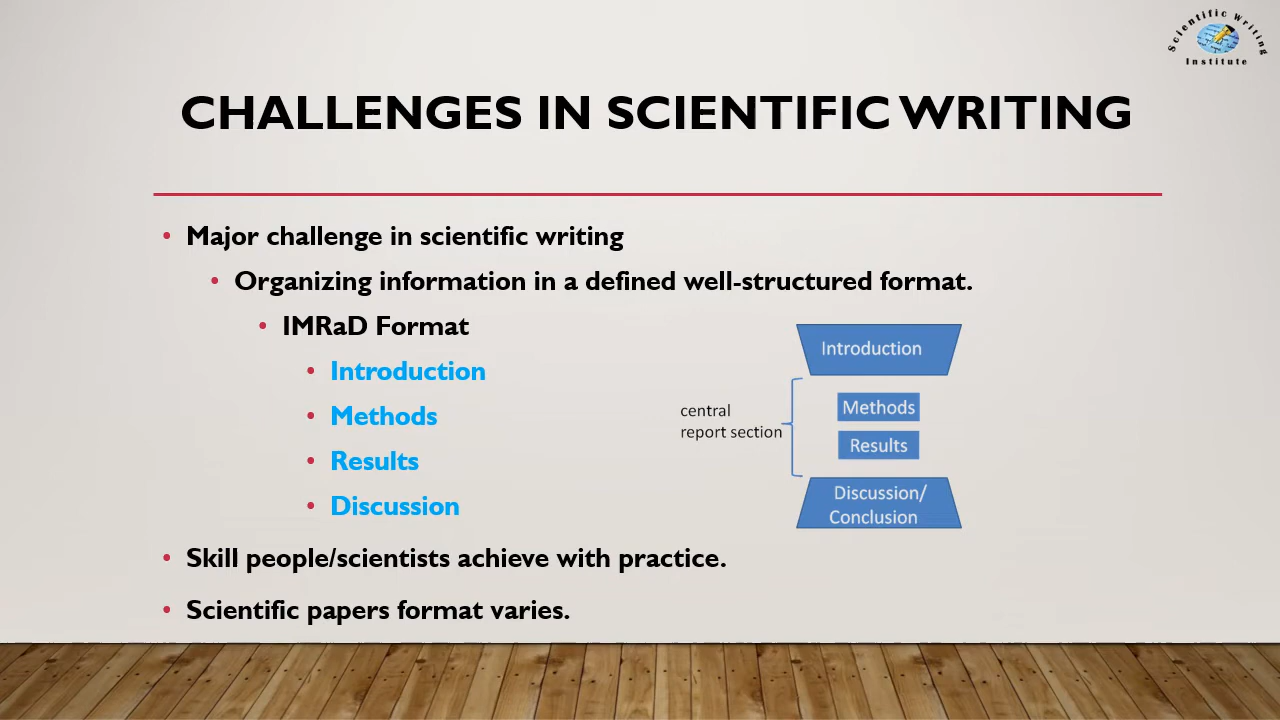 Scientific Writing
Institute
CHALLENGES IN SCIENTIFIC WRITING
• Major challenge in scientific writing
• Organizing information in a defined well-structured format.
• IMRaD Format
• Introduction
• Methods
• Results
• Discussion
Introduction
central
report section
Methods
Results
Discussion/
Conclusion
• Skill people/scientists achieve with practice.
• Scientific papers format varies.